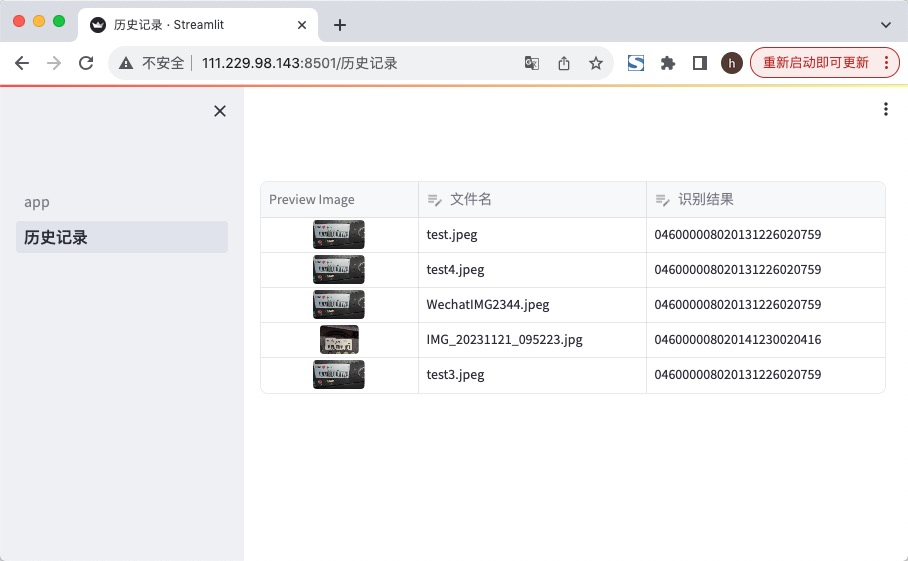 历史记录 · Streamlit
不安全 111.229.98.143:8501/历史记录
h
重新启动即可更新
app
历史记录
Preview Image 文件名 识别结果
test.jpeg 046000008020131226020759
test4.jpeg 046000008020131226020759
WechatIMG2344.jpeg 046000008020131226020759
IMG_20231121_095223.jpg 046000008020141230020416
test3.jpeg 046000008020131226020759